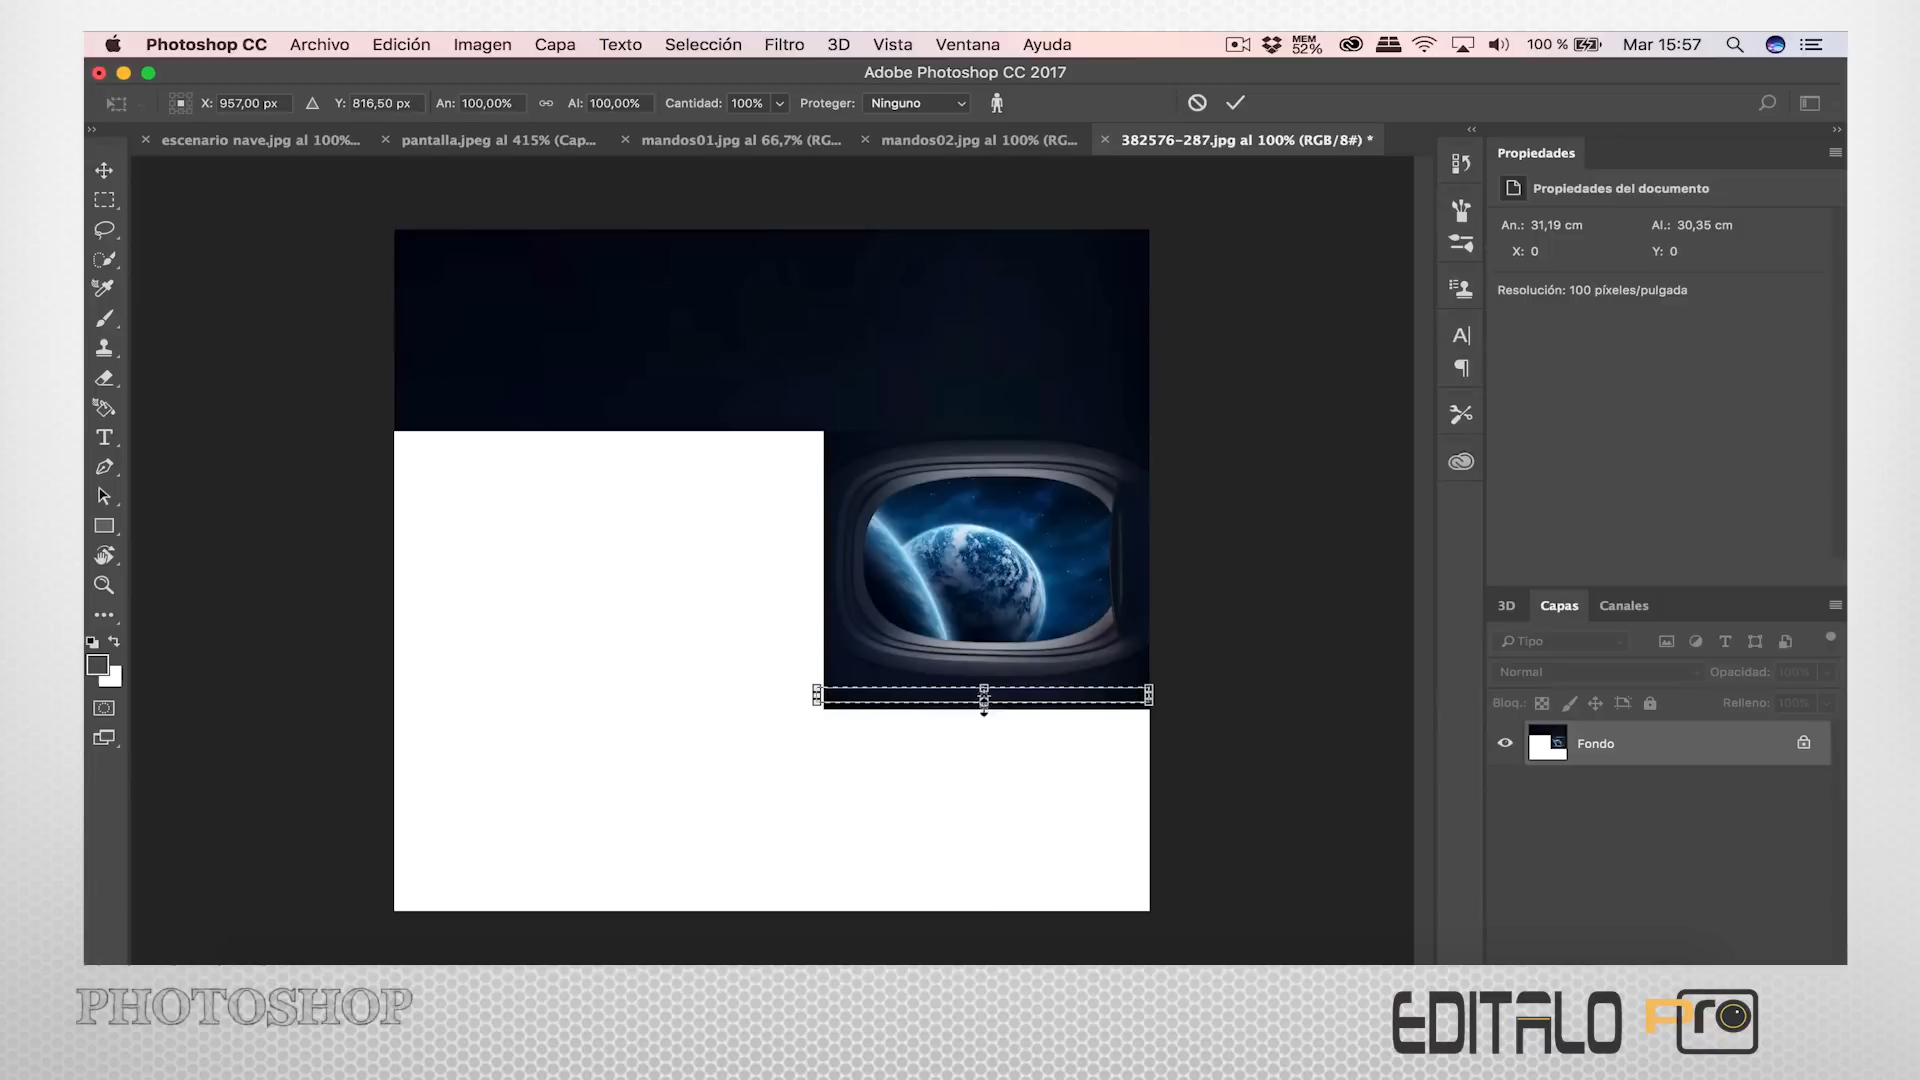 Photoshop CC Archivo Edición Imagen Capa Texto Selección Filtro 3D Vista Ventana Ayuda MEM 52% 100 % Mar 15:57
Adobe Photoshop CC 2017
X: 957,00 px Y: 816,50 px An: 100,00% Al: 100,00% Cantidad: 100% Proteger: Ninguno
escenario nave.jpg al 100%... pantalla.jpeg al 415% (Cap... mandos01.jpg al 66,7% (RG... mandos02.jpg al 100% (RG... 382576-287.jpg al 100% (RGB/8#) *
Propiedades
Propiedades del documento
An.: 31,19 cm Al.: 30,35 cm
X: 0 Y: 0
Resolución: 100 píxeles/pulgada
3D Capas Canales
Tipo
Normal Opacidad: 100%
Bloq.: Relleno: 100%
Fondo
PHOTOSHOP
EDITALO Pro